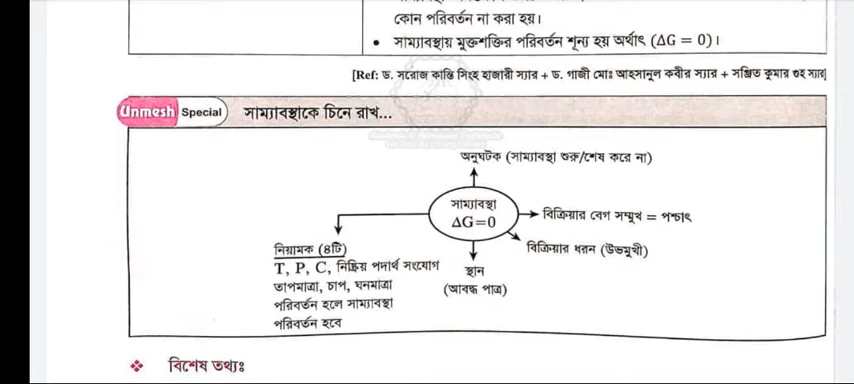 কোন পরিবর্তন না করা হয়।
• সাম্যাবস্থায় মুক্তশক্তির পরিবর্তন শূন্য হয় অর্থাৎ (ΔG = 0)।
[Ref: ড. সরোজ কান্তি সিংহ হাজারী স্যার + ড. গাজী মোঃ আহসানুল কবীর স্যার + সঞ্জিত কুমার গুহ স্যার]
Unmesh Special সাম্যাবস্থাকে চিনে রাখ...
অনুঘটক (সাম্যাবস্থা শুরু/শেষ করে না)
সাম্যাবস্থা
ΔG=0
বিক্রিয়ার বেগ সম্মুখ = পশ্চাৎ
বিক্রিয়ার ধরন (উভমুখী)
স্থান
(আবদ্ধ পাত্র)
নিয়ামক (৪টি)
T, P, C, নিষ্ক্রিয় পদার্থ সংযোগ
তাপমাত্রা, চাপ, ঘনমাত্রা
পরিবর্তন হলে সাম্যাবস্থা
পরিবর্তন হবে
❖ বিশেষ তথ্যঃ